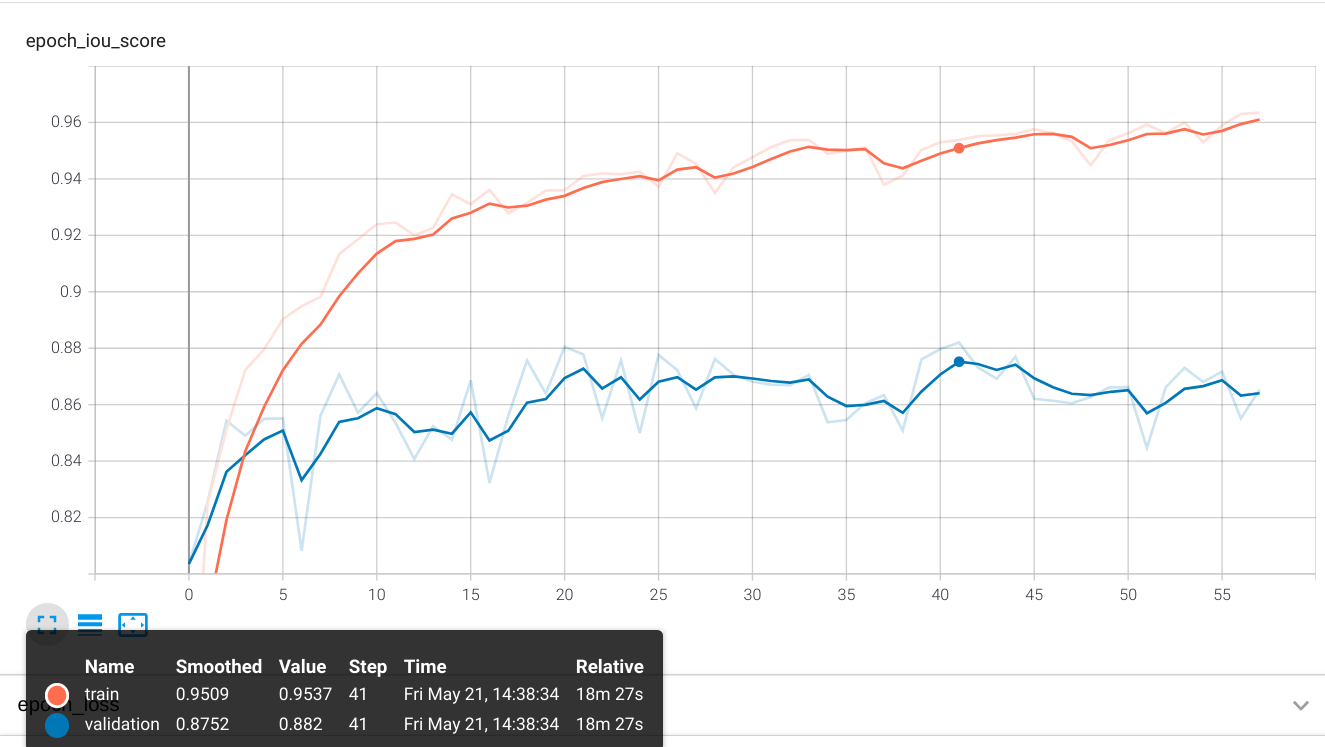 epoch_iou_score
0.96
0.94
0.92
0.9
0.88
0.86
0.84
0.82
0 5 10 15 20 25 30 35 40 45 50 55
Name Smoothed Value Step Time Relative
train 0.9509 0.9537 41 Fri May 21, 14:38:34 18m 27s
epoch_loss
validation 0.8752 0.882 41 Fri May 21, 14:38:34 18m 27s